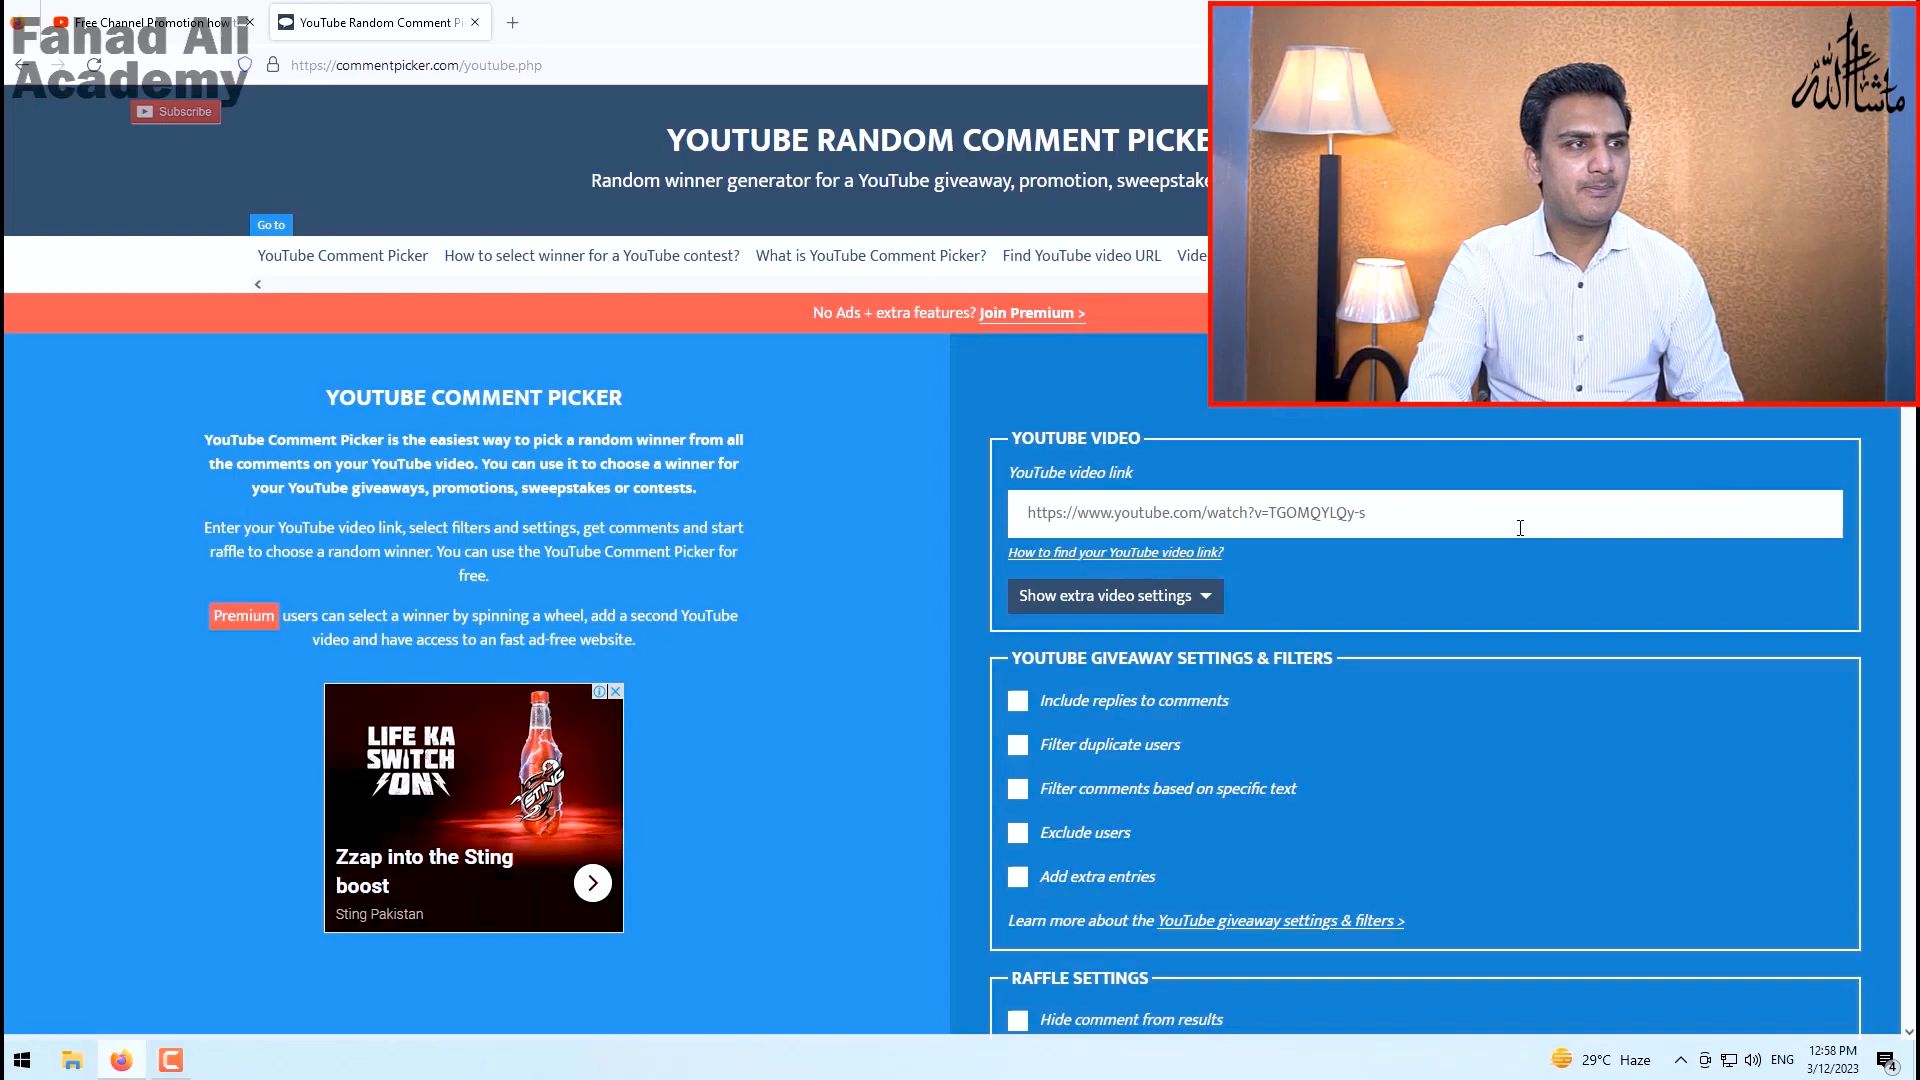 Free Channel Promotion how
YouTube Random Comment Pi
Fahad Ali
Academy
https://commentpicker.com/youtube.php
Subscribe
YOUTUBE RANDOM COMMENT PICKE
Random winner generator for a YouTube giveaway, promotion, sweepstake
Go to
YouTube Comment Picker How to select winner for a YouTube contest? What is YouTube Comment Picker? Find YouTube video URL Vide
No Ads + extra features? Join Premium >
ما شاء الله
YOUTUBE COMMENT PICKER
YouTube Comment Picker is the easiest way to pick a random winner from all
the comments on your YouTube video. You can use it to choose a winner for
your YouTube giveaways, promotions, sweepstakes or contests.
Enter your YouTube video link, select filters and settings, get comments and start
raffle to choose a random winner. You can use the YouTube Comment Picker for
free.
Premium users can select a winner by spinning a wheel, add a second YouTube
video and have access to an fast ad-free website.
LIFE KA
SWITCH
ON
STING
Zzap into the Sting
boost
Sting Pakistan
YOUTUBE VIDEO
YouTube video link
https://www.youtube.com/watch?v=TGOMQYLQy-s
How to find your YouTube video link?
Show extra video settings
YOUTUBE GIVEAWAY SETTINGS & FILTERS
Include replies to comments
Filter duplicate users
Filter comments based on specific text
Exclude users
Add extra entries
Learn more about the YouTube giveaway settings & filters >
RAFFLE SETTINGS
Hide comment from results
29°C Haze
ENG
12:58 PM
3/12/2023
4